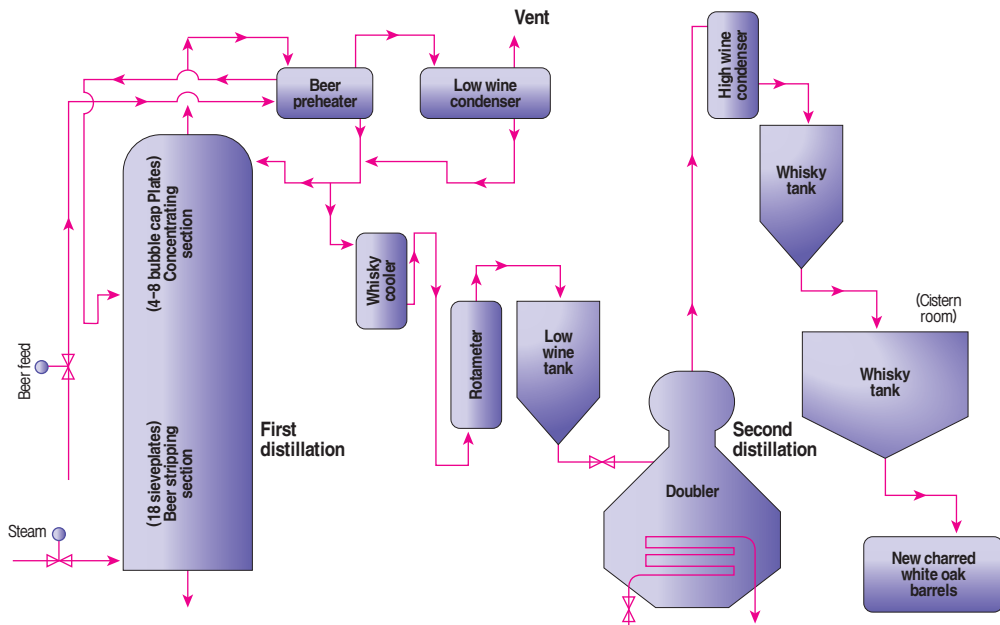 Vent
Beer
preheater
Low wine
condenser
High wine
condenser
Whisky
tank
(4–8 bubble cap Plates)
Concentrating
section
Whisky
cooler
(Cistern
room)
Beer feed
Rotameter
Low
wine
tank
Whisky
tank
(18 sieveplates)
Beer stripping
section
First
distillation
Second
distillation
Doubler
Steam
New charred
white oak
barrels